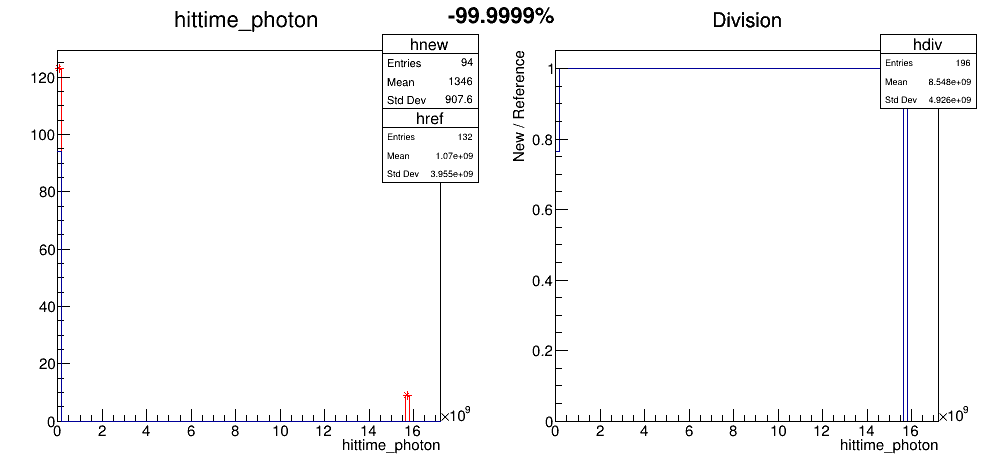 -99.9999%
hittime_photon
hnew
Entries 94
Mean 1346
Std Dev 907.6
href
Entries 132
Mean 1.07e+09
Std Dev 3.955e+09
120
100
80
60
40
20
0
0 2 4 6 8 10 12 14 16 ×10⁹
hittime_photon
Division
hdiv
Entries 196
Mean 8.548e+09
Std Dev 4.926e+09
New / Reference
1
0.8
0.6
0.4
0.2
0
0 2 4 6 8 10 12 14 16 ×10⁹
hittime_photon